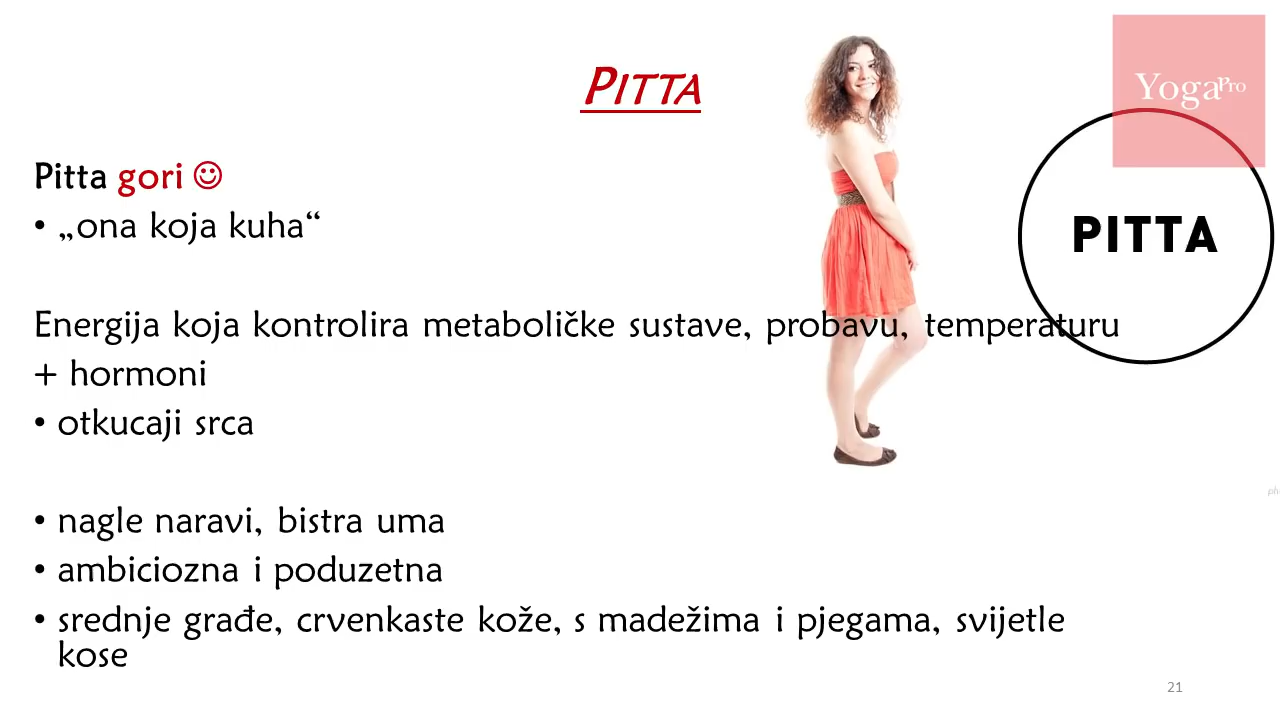 PITTA
YogaPro
PITTA
Pitta gori ☺
• „ona koja kuha“
Energija koja kontrolira metaboličke sustave, probavu, temperaturu
+ hormoni
• otkucaji srca
• nagle naravi, bistra uma
• ambiciozna i poduzetna
• srednje građe, crvenkaste kože, s madežima i pjegama, svijetle
kose
21